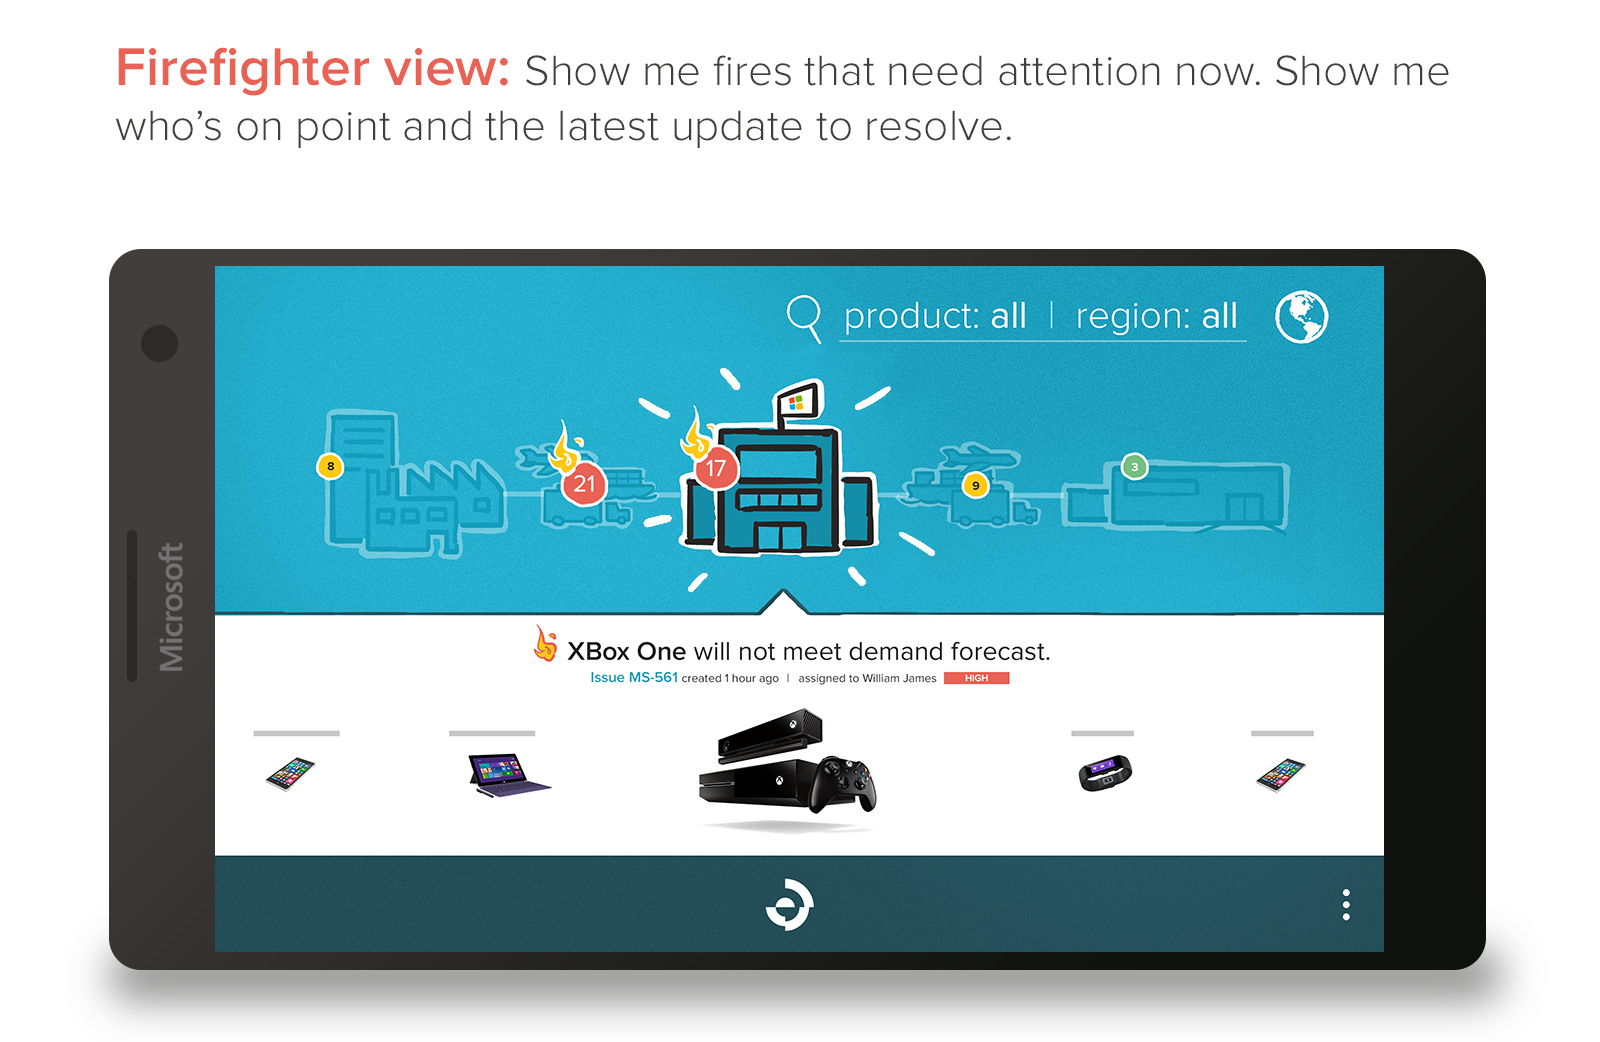 Firefighter view: Show me fires that need attention now. Show me
who’s on point and the latest update to resolve.
product: all | region: all
8
21
17
9
3
Microsoft
XBox One will not meet demand forecast.
Issue MS-561 created 1 hour ago | assigned to William James HIGH